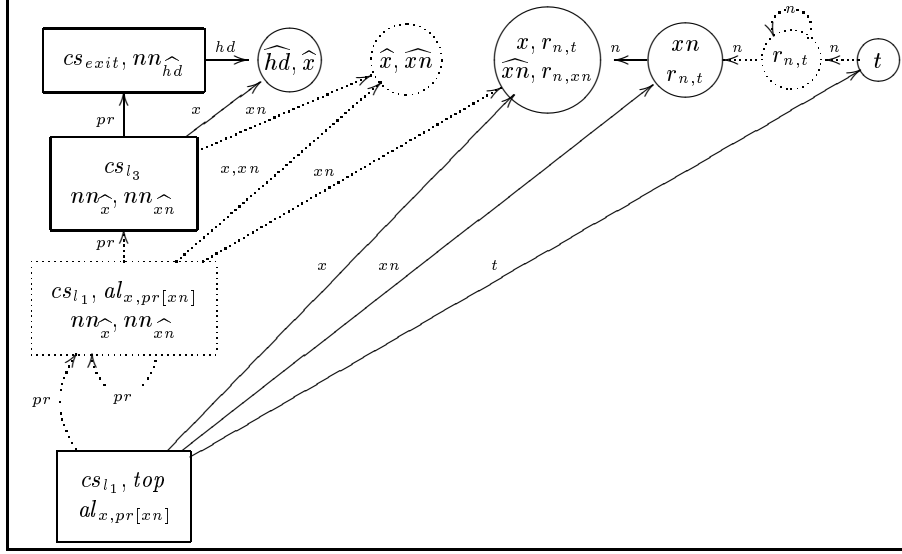 cs_exit, nn_\widehat{hd}
hd
\widehat{hd}, \widehat{x}
\widehat{x}, \widehat{xn}
x, r_{n,t}
\widehat{xn}, r_{n,xn}
n
xn
r_{n,t}
n
n
r_{n,t}
n
t
pr
x
xn
cs_{l_3}
nn_\widehat{x}, nn_\widehat{xn}
x,xn
xn
pr
x
xn
t
cs_{l_1}, al_{x,pr[xn]}
nn_\widehat{x}, nn_\widehat{xn}
pr
pr
cs_{l_1}, top
al_{x,pr[xn]}